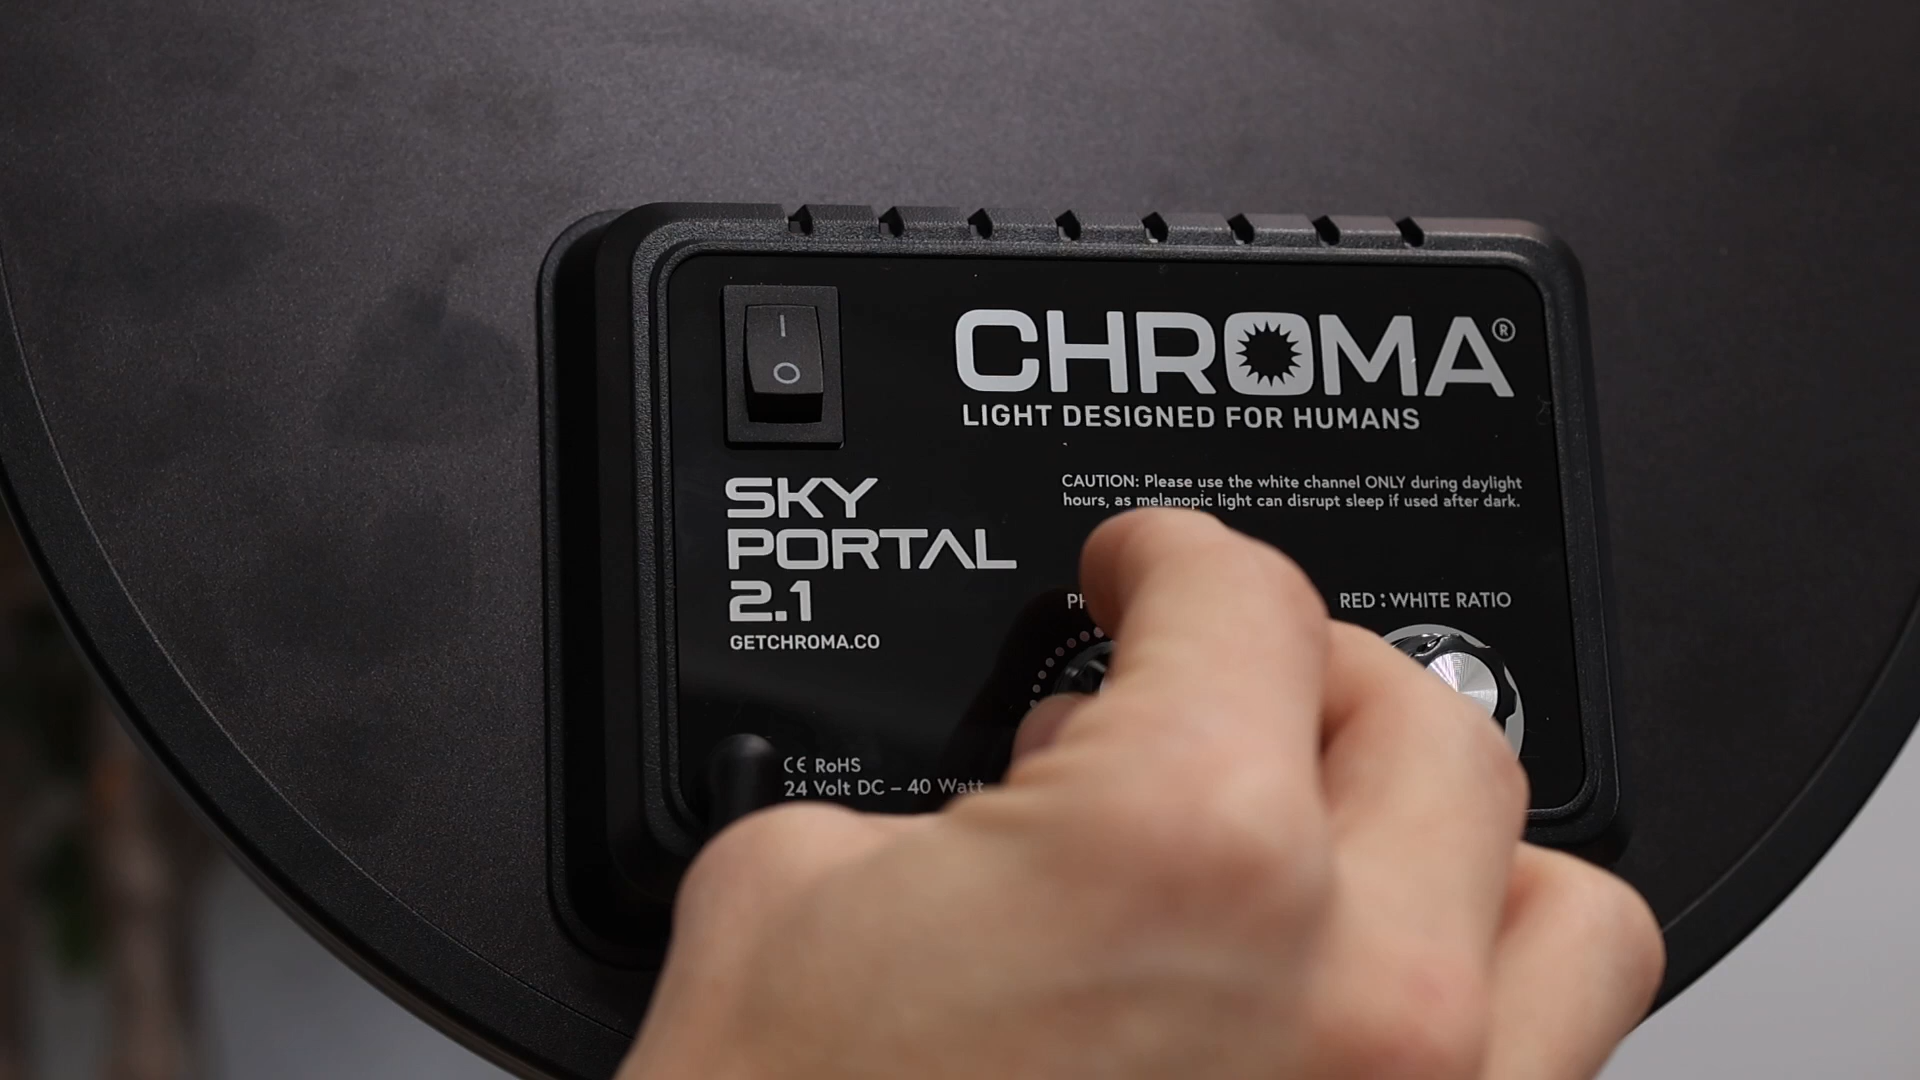 CHROMA®
LIGHT DESIGNED FOR HUMANS
SKY
PORTAL
2.1
GETCHROMA.CO
CAUTION: Please use the white channel ONLY during daylight
hours, as melanopic light can disrupt sleep if used after dark.
RED : WHITE RATIO
CE RoHS
24 Volt DC – 40 Watt